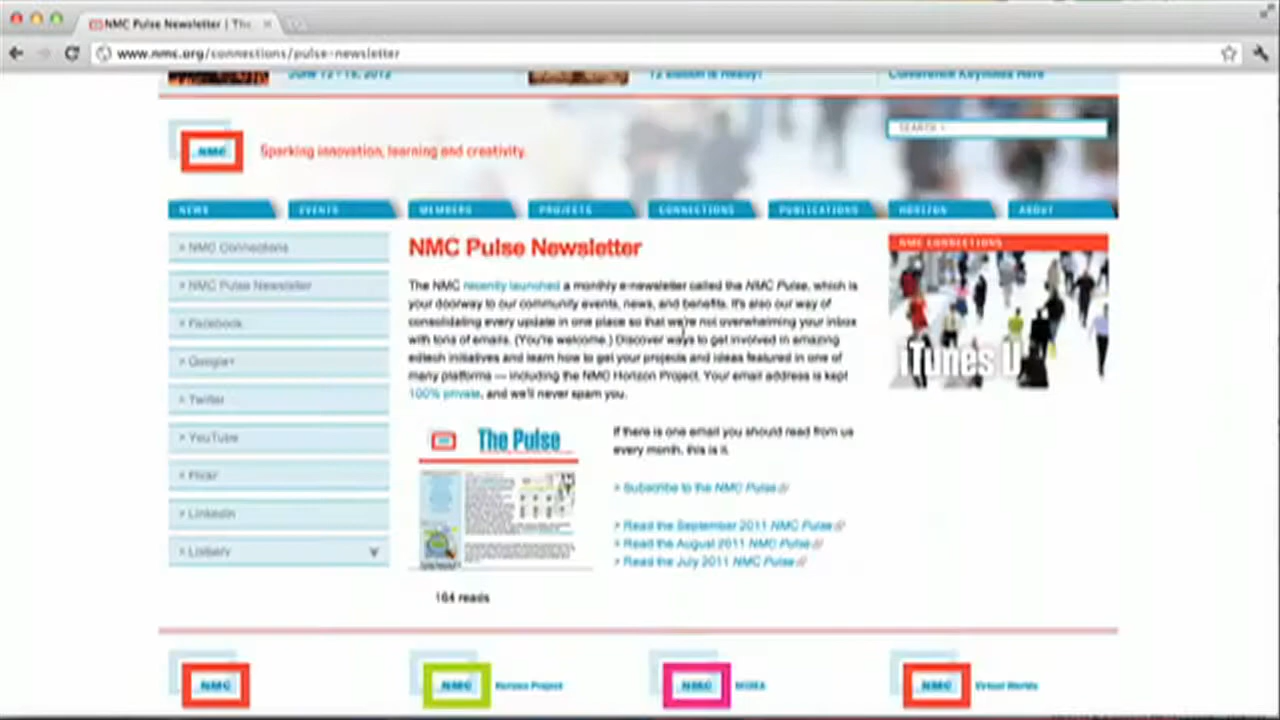 NMC Pulse Newsletter | The
www.nmc.org/connections/pulse-newsletter
June 12 - 16, 2012
Conference Keynotes Here
SEARCH
NMC
Sparking innovation, learning and creativity.
NEWS
EVENTS
MEMBERS
PROJECTS
CONNECTIONS
PUBLICATIONS
HORIZON
ABOUT
> NMC Connections
> NMC Pulse Newsletter
> Facebook
> Google+
> Twitter
> YouTube
> Flickr
> LinkedIn
> Listserv
NMC Pulse Newsletter
The NMC recently launched a monthly e-newsletter called the NMC Pulse, which is
your doorway to our community events, news, and benefits. It's also our way of
consolidating every update in one place so that we're not overwhelming your inbox
with tons of emails. (You're welcome.) Discover ways to get involved in amazing
edtech initiatives and learn how to get your projects and ideas featured in one of
many platforms — including the NMC Horizon Project. Your email address is kept
100% private, and we'll never spam you.
The Pulse
If there is one email you should read from us
every month, this is it.
> Subscribe to the NMC Pulse
> Read the September 2011 NMC Pulse
> Read the August 2011 NMC Pulse
> Read the July 2011 NMC Pulse
164 reads
NMC CONNECTIONS
iTunes U
NMC
NMC Horizon Project
NMC
NMC Virtual Worlds